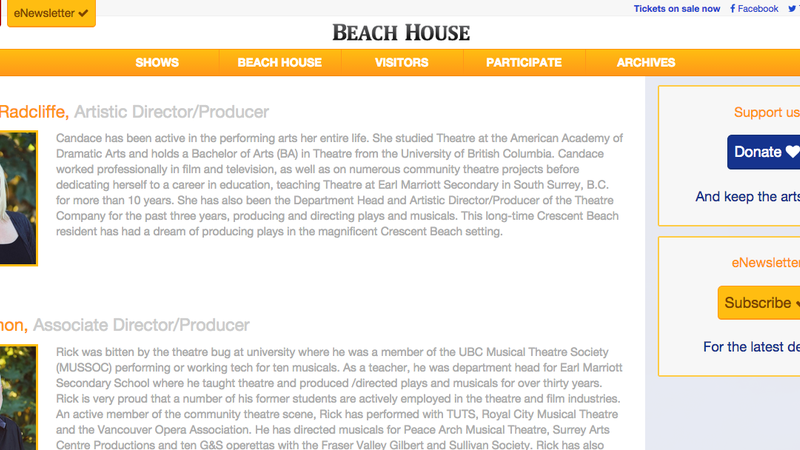 eNewsletter
Tickets on sale now
Facebook
BEACH HOUSE
SHOWS BEACH HOUSE VISITORS PARTICIPATE ARCHIVES
Radcliffe, Artistic Director/Producer
Candace has been active in the performing arts her entire life. She studied Theatre at the American Academy of
Dramatic Arts and holds a Bachelor of Arts (BA) in Theatre from the University of British Columbia. Candace
worked professionally in film and television, as well as on numerous community theatre projects before
dedicating herself to a career in education, teaching Theatre at Earl Marriott Secondary in South Surrey, B.C.
for more than 10 years. She has also been the Department Head and Artistic Director/Producer of the Theatre
Company for the past three years, producing and directing plays and musicals. This long-time Crescent Beach
resident has had a dream of producing plays in the magnificent Crescent Beach setting.
Support us
Donate
And keep the arts
eNewsletter
Subscribe
For the latest de
non, Associate Director/Producer
Rick was bitten by the theatre bug at university where he was a member of the UBC Musical Theatre Society
(MUSSOC) performing or working tech for ten musicals. As a teacher, he was department head for Earl Marriott
Secondary School where he taught theatre and produced /directed plays and musicals for over thirty years.
Rick is very proud that a number of his former students are actively employed in the theatre and film industries.
An active member of the community theatre scene, Rick has performed with TUTS, Royal City Musical Theatre
and the Vancouver Opera Association. He has directed musicals for Peace Arch Musical Theatre, Surrey Arts
Centre Productions and ten G&S operettas with the Fraser Valley Gilbert and Sullivan Society. Rick has also